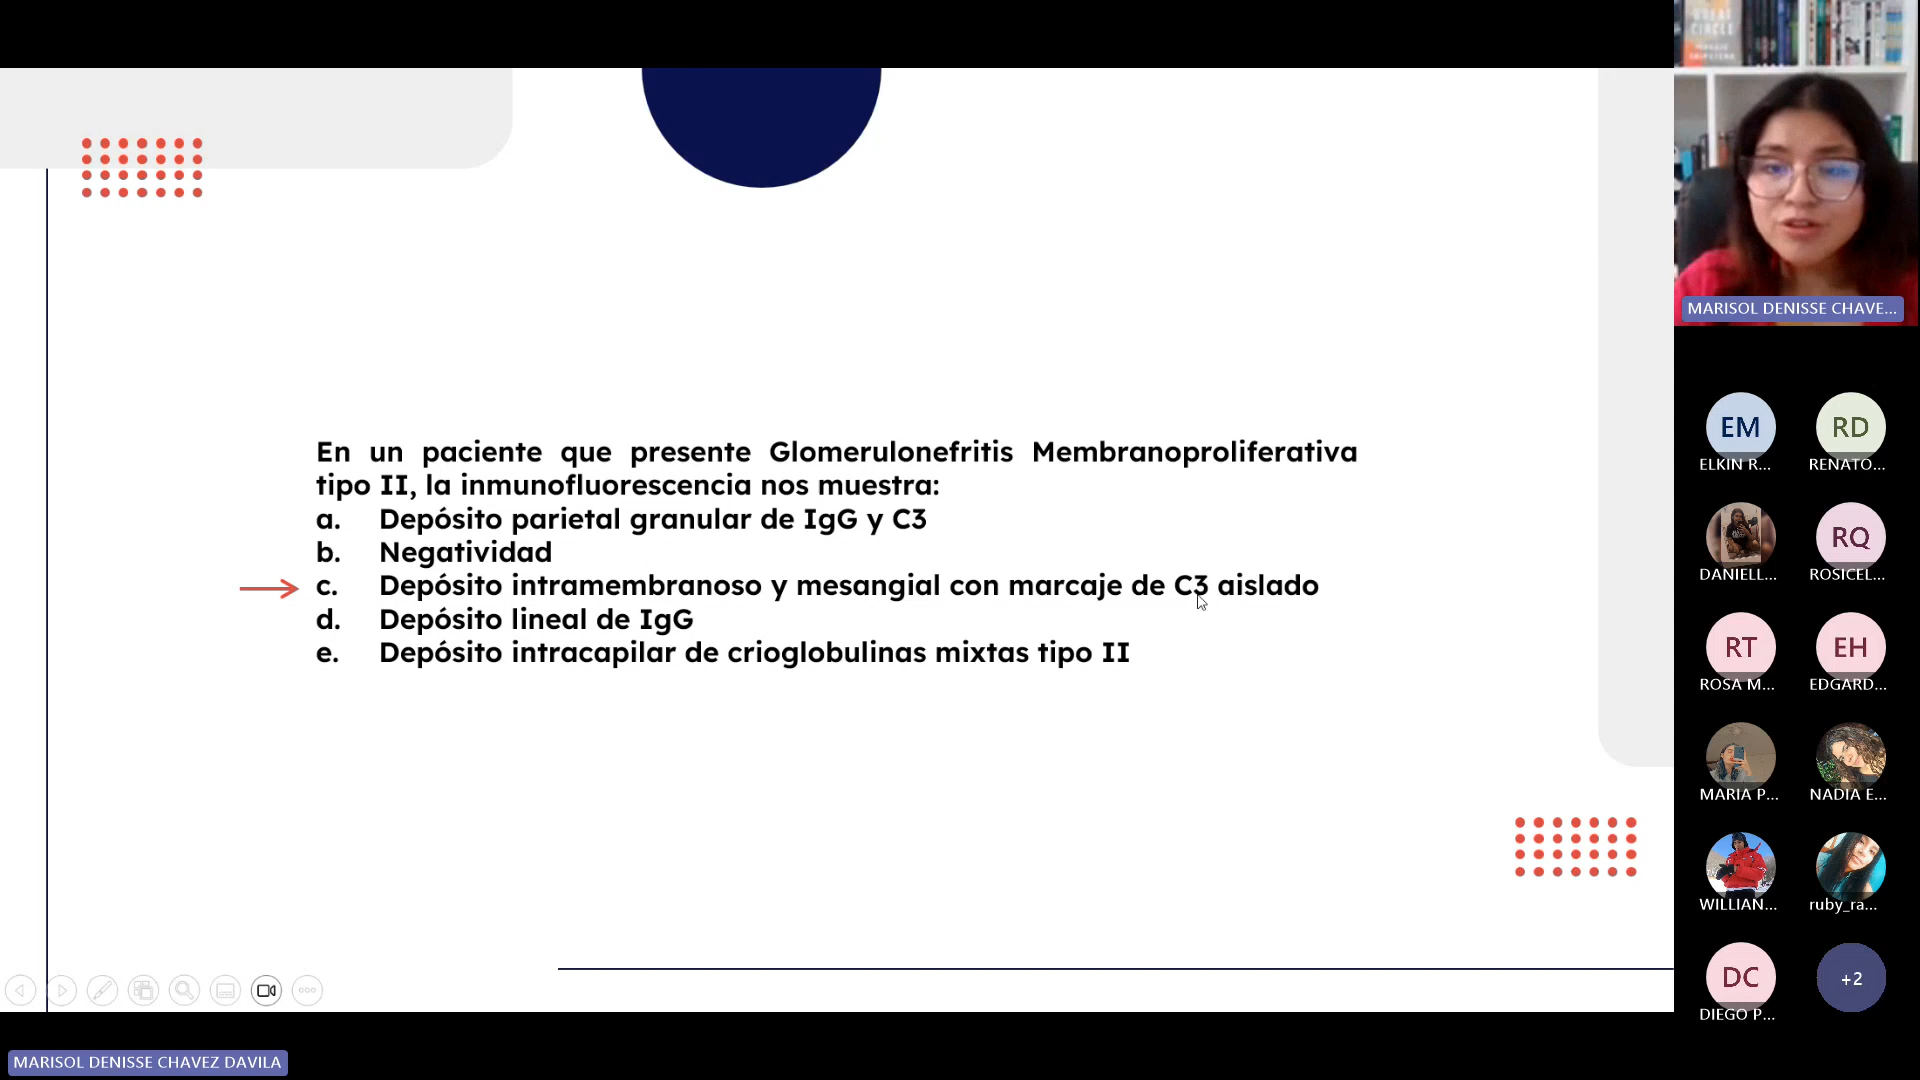 En un paciente que presente Glomerulonefritis Membranoproliferativa
tipo II, la inmunofluorescencia nos muestra:
a. Depósito parietal granular de IgG y C3
b. Negatividad
c. Depósito intramembranoso y mesangial con marcaje de C3 aislado
d. Depósito lineal de IgG
e. Depósito intracapilar de crioglobulinas mixtas tipo II
CIRCLE
MARISOL DENISSE CHAVE...
EM
RD
ELKIN R...
RENATO...
RQ
DANIELL...
ROSICEL...
RT
EH
ROSA M...
EDGARD...
MARIA P...
NADIA E...
WILLIAN...
ruby_ra...
DC
+2
DIEGO P...
MARISOL DENISSE CHAVEZ DAVILA